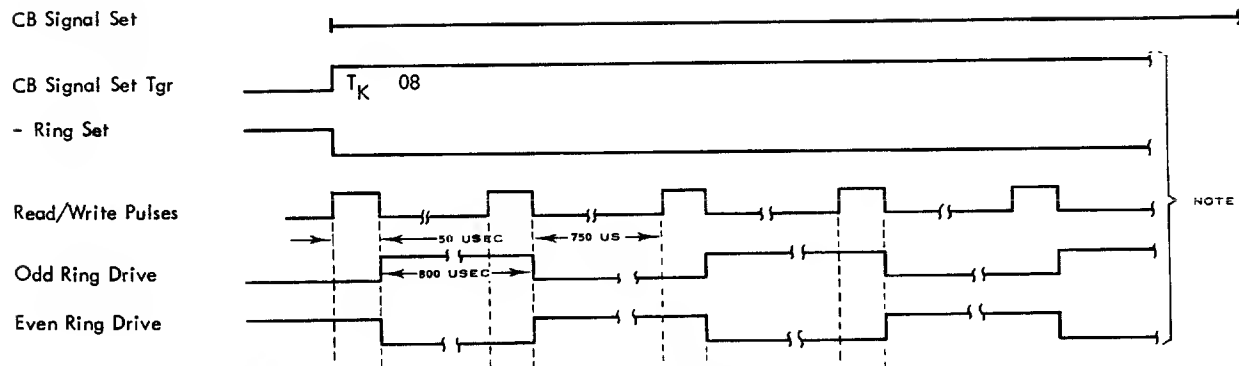 CB Signal Set
CB Signal Set Tgr
TK 08
- Ring Set
Read/Write Pulses
NOTE
50 USEC
750 US
Odd Ring Drive
800 USEC
Even Ring Drive